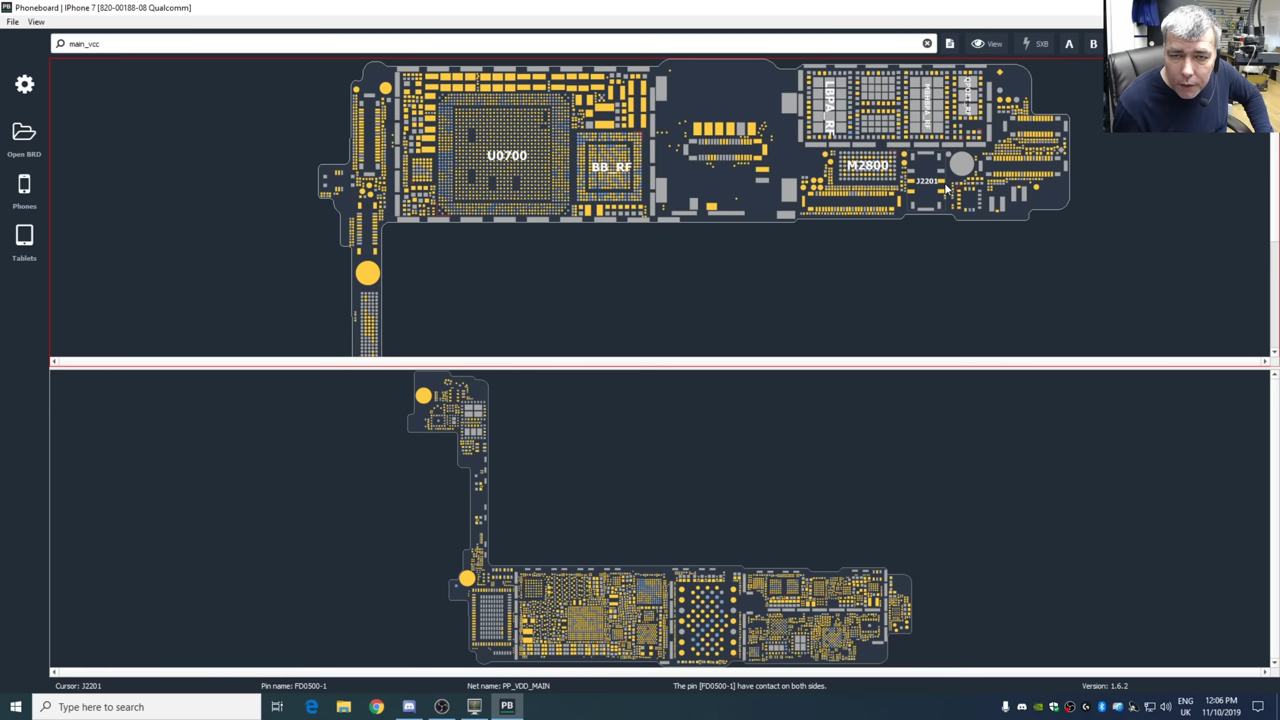 Phoneboard | IPhone 7 [820-00188-08 Qualcomm]
File View
main_vcc
View
SXB
A
B
Open BRD
Phones
Tablets
U0700
BB_RF
LBPA_RF
M2800
J2201
Cursor: J2201
Pin name: FD0500-1
Net name: PP_VDD_MAIN
The pin [FD0500-1] have contact on both sides.
Version: 1.6.2
Type here to search
ENG
UK
12:06 PM
11/10/2019